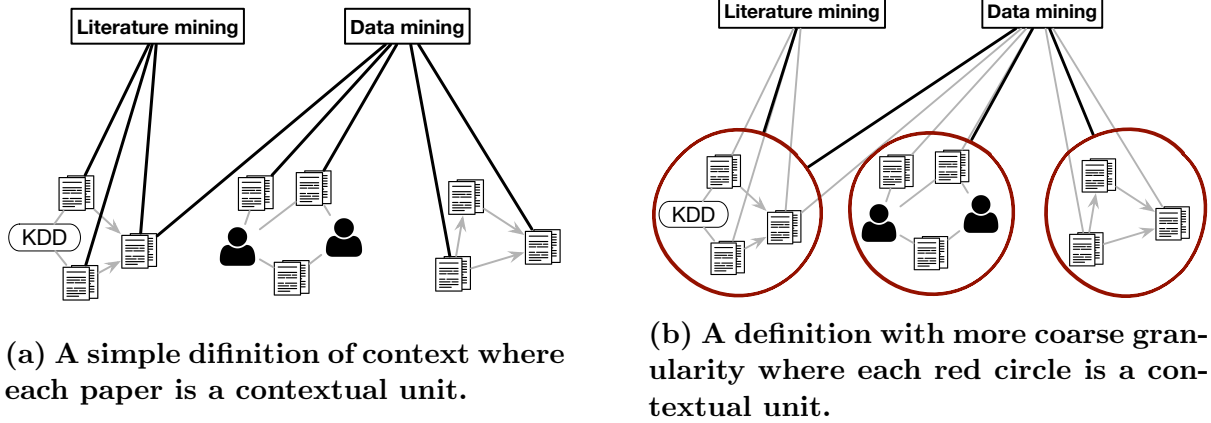 Literature mining
Data mining
KDD
(a) A simple difinition of context where
each paper is a contextual unit.
Literature mining
Data mining
KDD
(b) A definition with more coarse gran-
ularity where each red circle is a con-
textual unit.